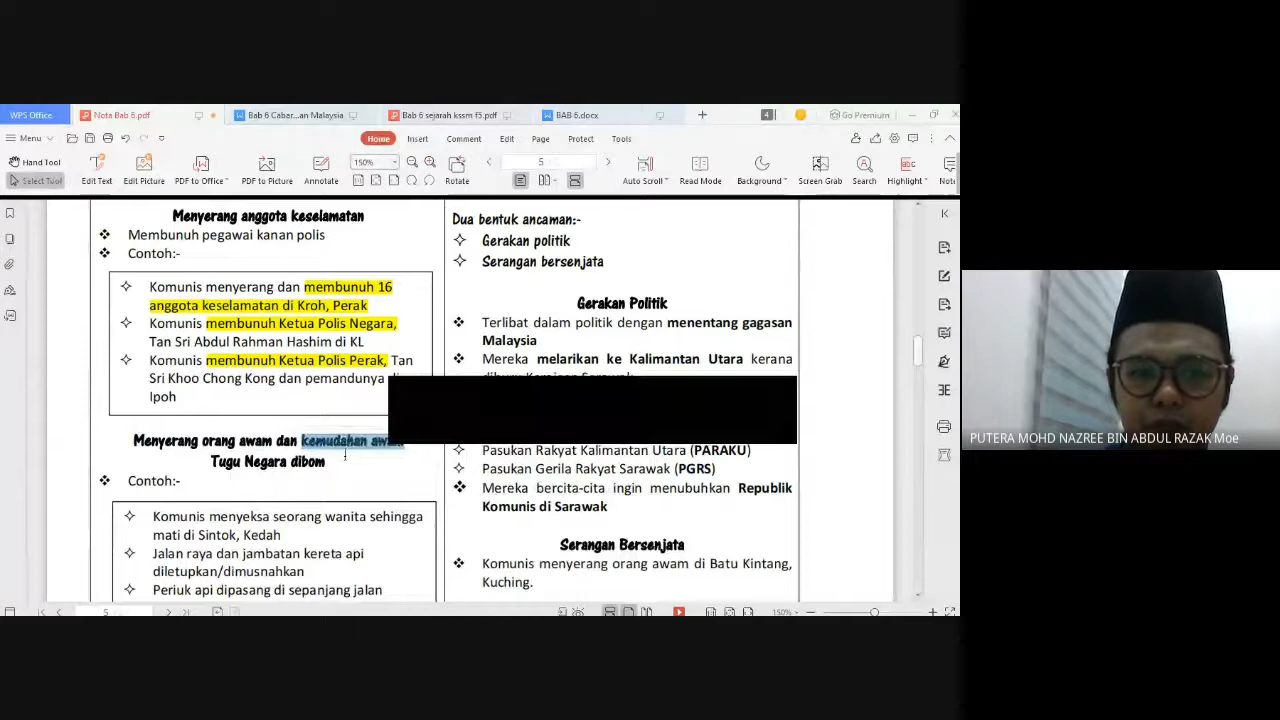 WPS Office
Nota Bab 6.pdf
Bab 6 Cabar...an Malaysia
Bab 6 sejarah kssm f5.pdf
BAB 6.docx
4
Go Premium
Menu
Home
Insert
Comment
Edit
Page
Protect
Tools
Hand Tool
Select Tool
Edit Text
Edit Picture
PDF to Office
PDF to Picture
Annotate
150%
Rotate
5
Auto Scroll
Read Mode
Background
Screen Grab
Search
Highlight
Menyerang anggota keselamatan
Membunuh pegawai kanan polis
Contoh:-
Komunis menyerang dan membunuh 16
anggota keselamatan di Kroh, Perak
Komunis membunuh Ketua Polis Negara,
Tan Sri Abdul Rahman Hashim di KL
Komunis membunuh Ketua Polis Perak, Tan
Sri Khoo Chong Kong dan pemandunya
Ipoh
Menyerang orang awam dan kemudahan
Tugu Negara dibom
Contoh:-
Komunis menyeksa seorang wanita sehingga
mati di Sintok, Kedah
Jalan raya dan jambatan kereta api
diletupkan/dimusnahkan
Periuk api dipasang di sepanjang jalan
Dua bentuk ancaman:-
Gerakan politik
Serangan bersenjata
Gerakan Politik
Terlibat dalam politik dengan menentang gagasan
Malaysia
Mereka melarikan ke Kalimantan Utara kerana
Pasukan Rakyat Kalimantan Utara (PARAKU)
Pasukan Gerila Rakyat Sarawak (PGRS)
Mereka bercita-cita ingin menubuhkan Republik
Komunis di Sarawak
Serangan Bersenjata
Komunis menyerang orang awam di Batu Kintang,
Kuching.
5
150%
PUTERA MOHD NAZREE BIN ABDUL RAZAK Moe